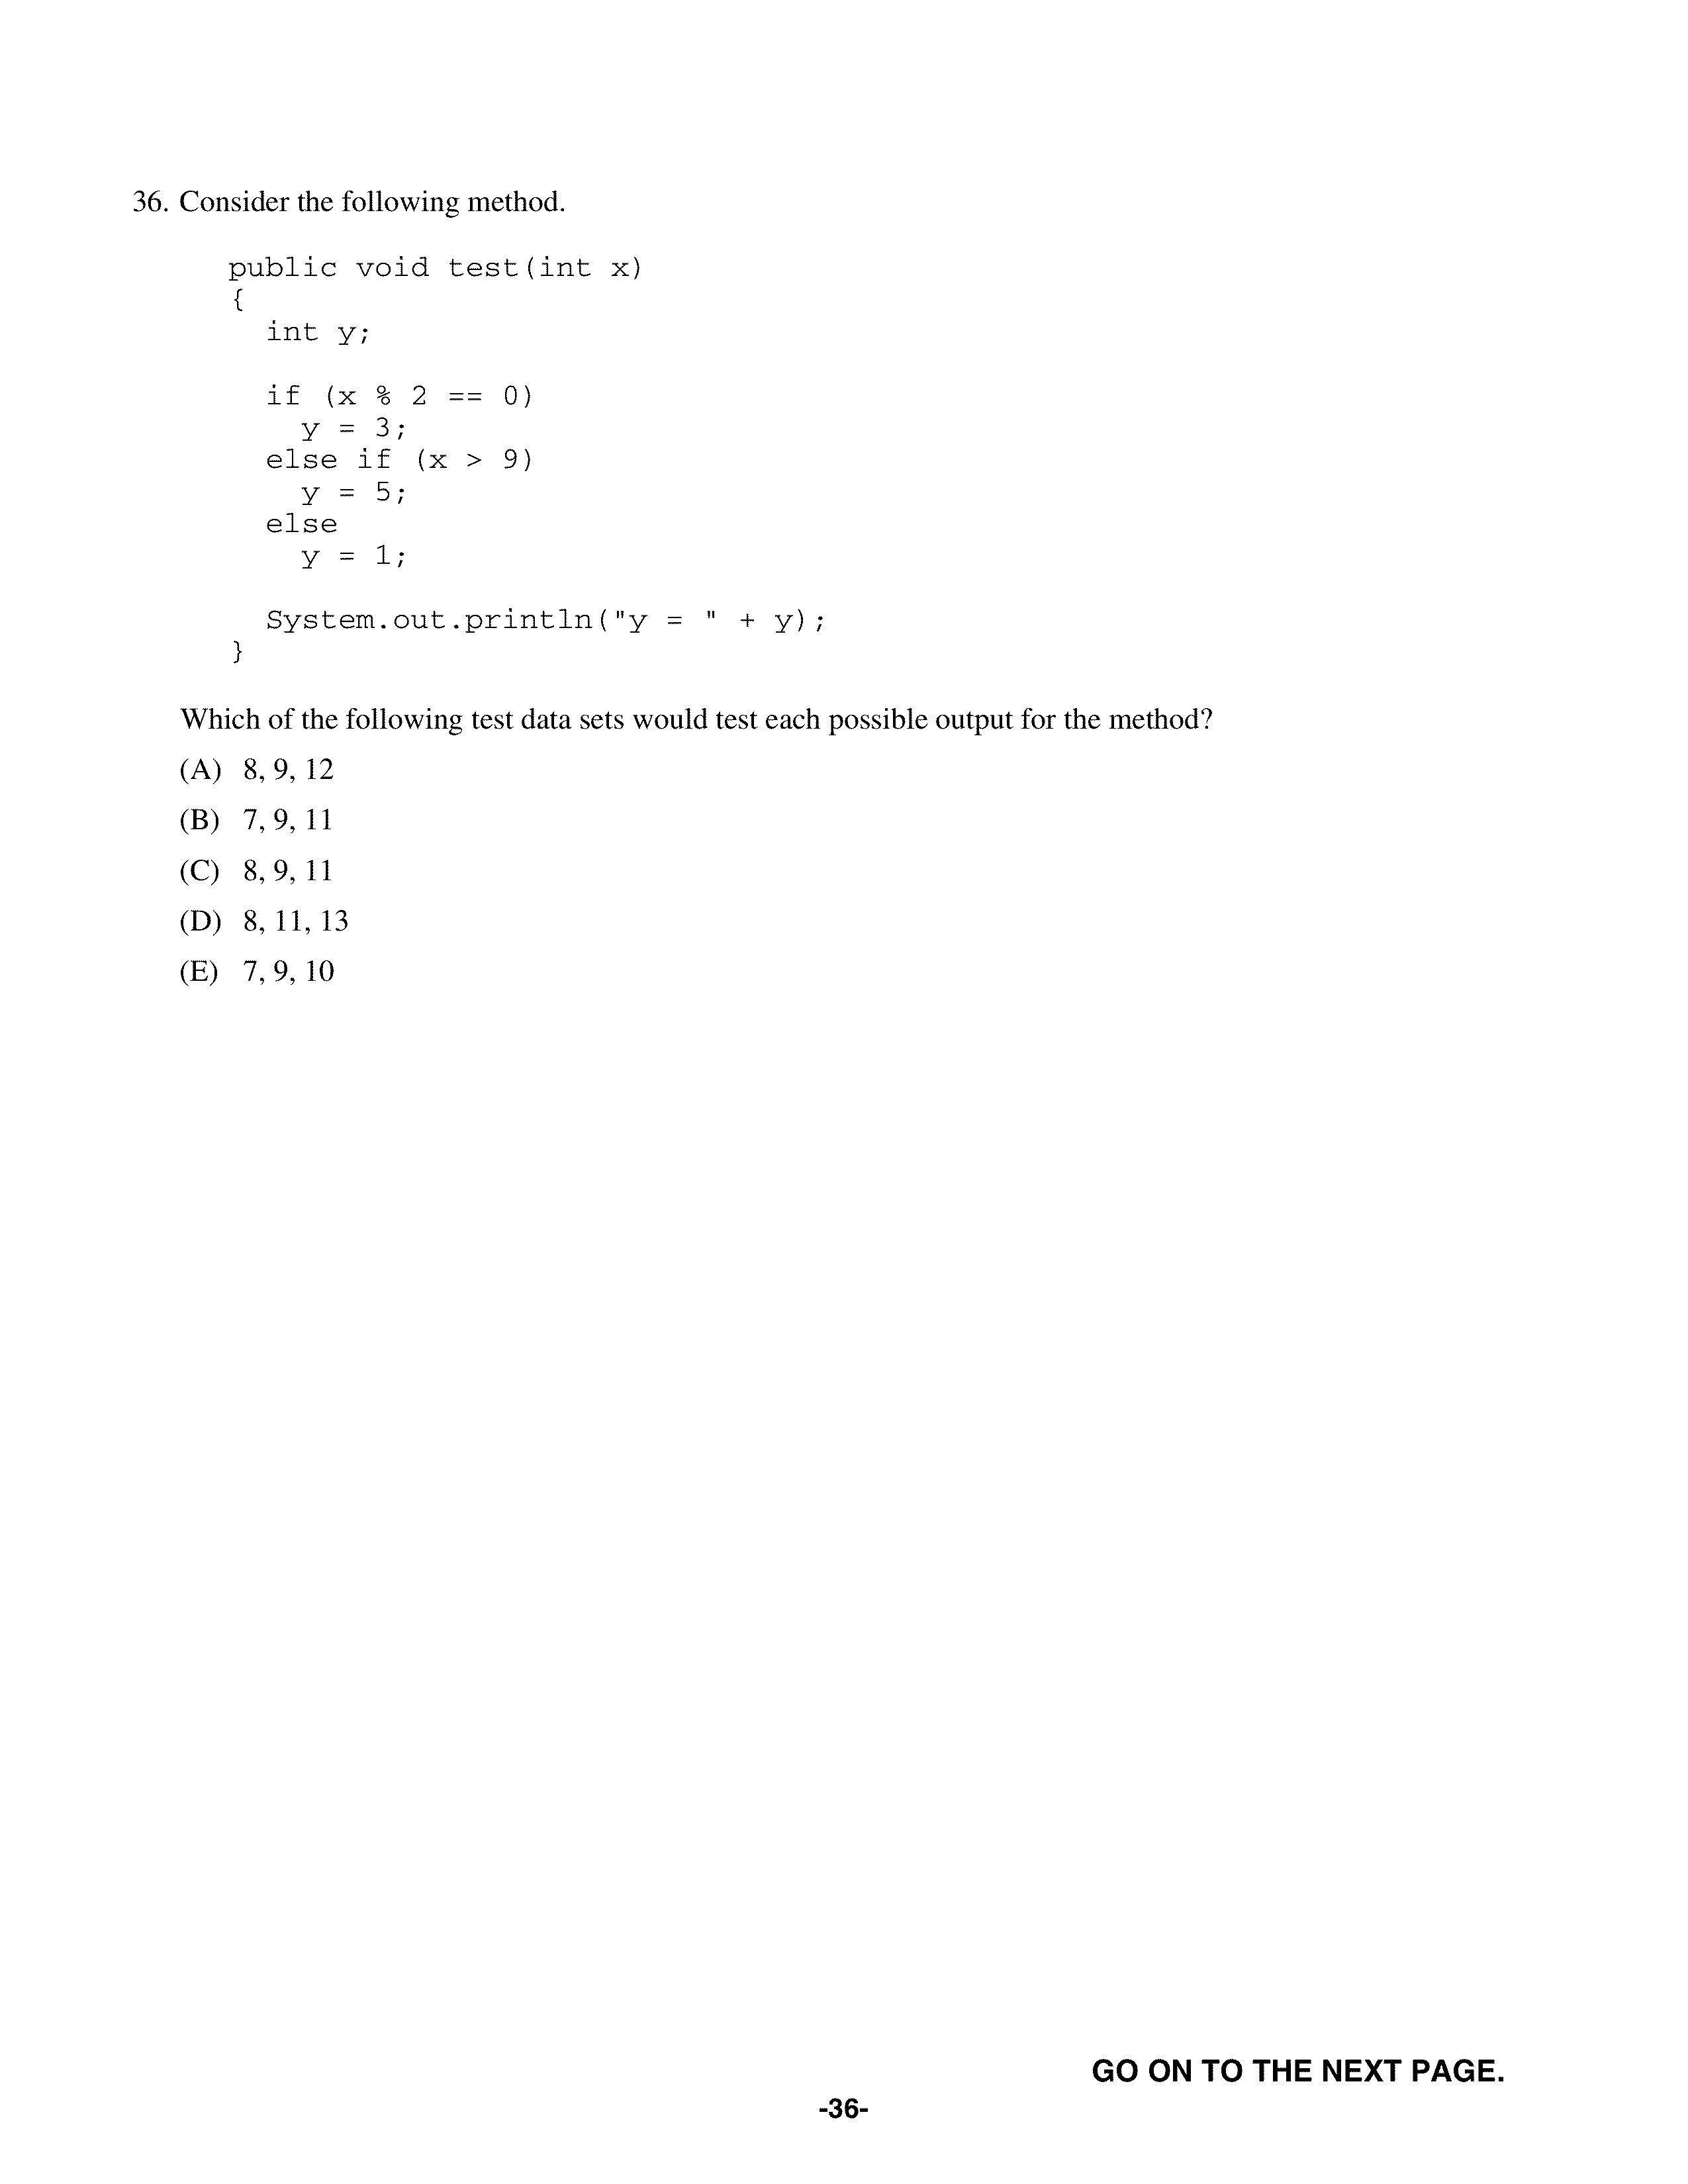 36. Consider the following method.
public void test(int x)
{
int y;
if (x % 2 == 0)
y = 3;
else if (x > 9)
y = 5;
else
y = 1;
System.out.println("y = " + y);
}
Which of the following test data sets would test each possible output for the method?
(A) 8, 9, 12
(B) 7, 9, 11
(C) 8, 9, 11
(D) 8, 11, 13
(E) 7, 9, 10
GO ON TO THE NEXT PAGE.
-36-